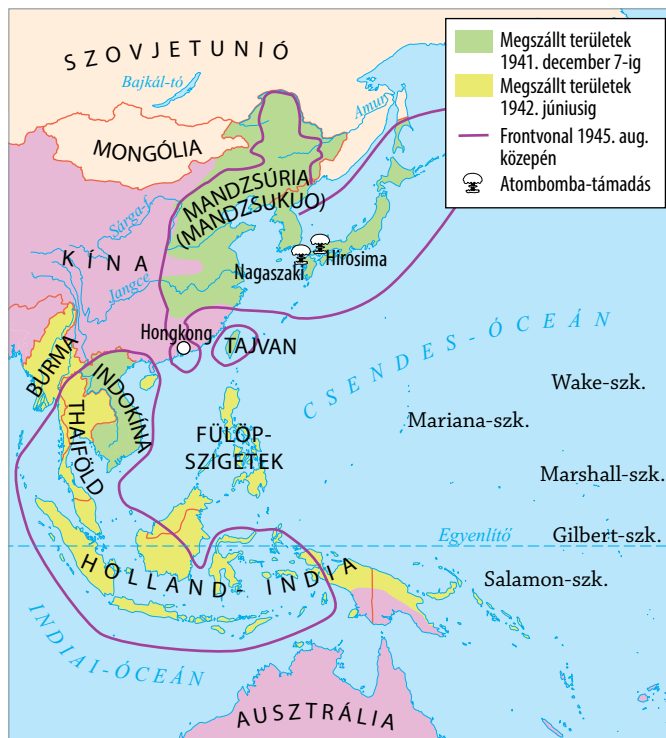 SZOVJETUNIÓ
Bajkál-tó
Amur
MONGÓLIA
MANDZSÚRIA
(MANDZSUKUO)
Sárga-f.
KÍNA
Jangce
Nagaszaki
Hirosima
Hongkong
TAJVAN
BURMA
INDOKÍNA
THAIFÖLD
FÜLÖP-
SZIGETEK
CSENDES-ÓCEÁN
Wake-szk.
Mariana-szk.
Marshall-szk.
Egyenlítő
Gilbert-szk.
HOLLAND-INDIA
Salamon-szk.
INDIAI-ÓCEÁN
AUSZTRÁLIA
Megszállt területek
1941. december 7-ig
Megszállt területek
1942. júniusig
Frontvonal 1945. aug.
közepén
Atombomba-támadás